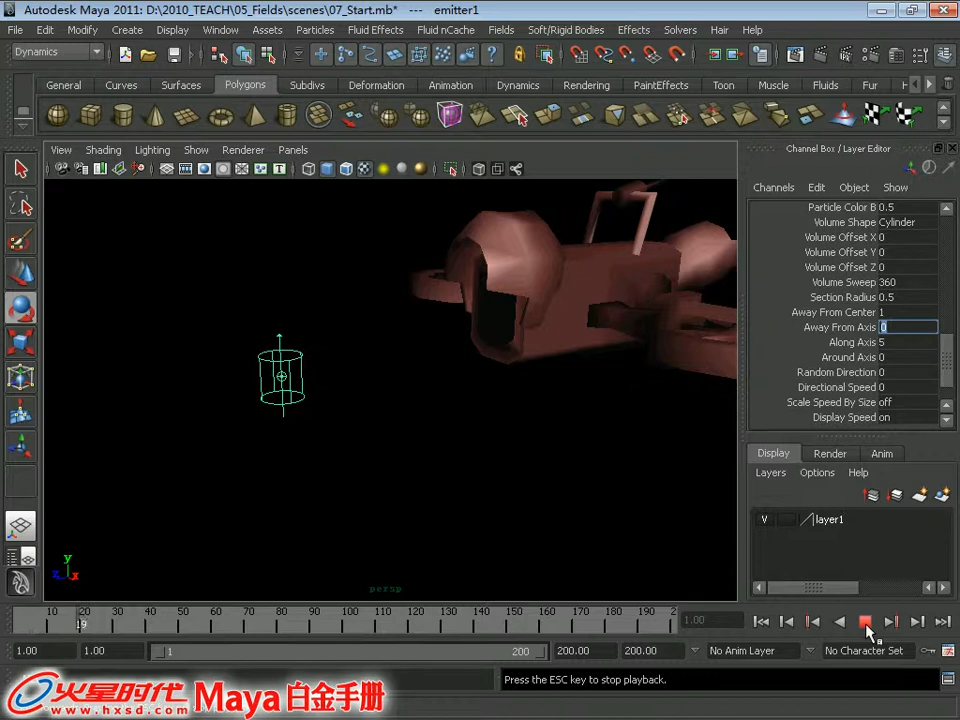 Autodesk Maya 2011: D:\2010_TEACH\05_Fields\scenes\07_Start.mb* --- emitter1
File Edit Modify Create Display Window Assets Particles Fluid Effects Fluid nCache Fields Soft/Rigid Bodies Effects Solvers Hair Help
Dynamics
General Curves Surfaces Polygons Subdivs Deformation Animation Dynamics Rendering PaintEffects Toon Muscle Fluids Fur
View Shading Lighting Show Renderer Panels
Channel Box / Layer Editor
Channels Edit Object Show
Particle Color B 0.5
Volume Shape Cylinder
Volume Offset X 0
Volume Offset Y 0
Volume Offset Z 0
Volume Sweep 360
Section Radius 0.5
Away From Center 1
Away From Axis 0
Along Axis 5
Around Axis 0
Random Direction 0
Directional Speed 0
Scale Speed By Size off
Display Speed on
Display Render Anim
Layers Options Help
V layer1
y
z x
persp
10 20 30 40 50 60 70 80 90 100 110 120 130 140 150 160 170 180 190 2
19
1.00
1.00 1.00 1 200 200.00 200.00 No Anim Layer No Character Set
Press the ESC key to stop playback.
火星时代 Maya 白金手册
www.hxsd.com